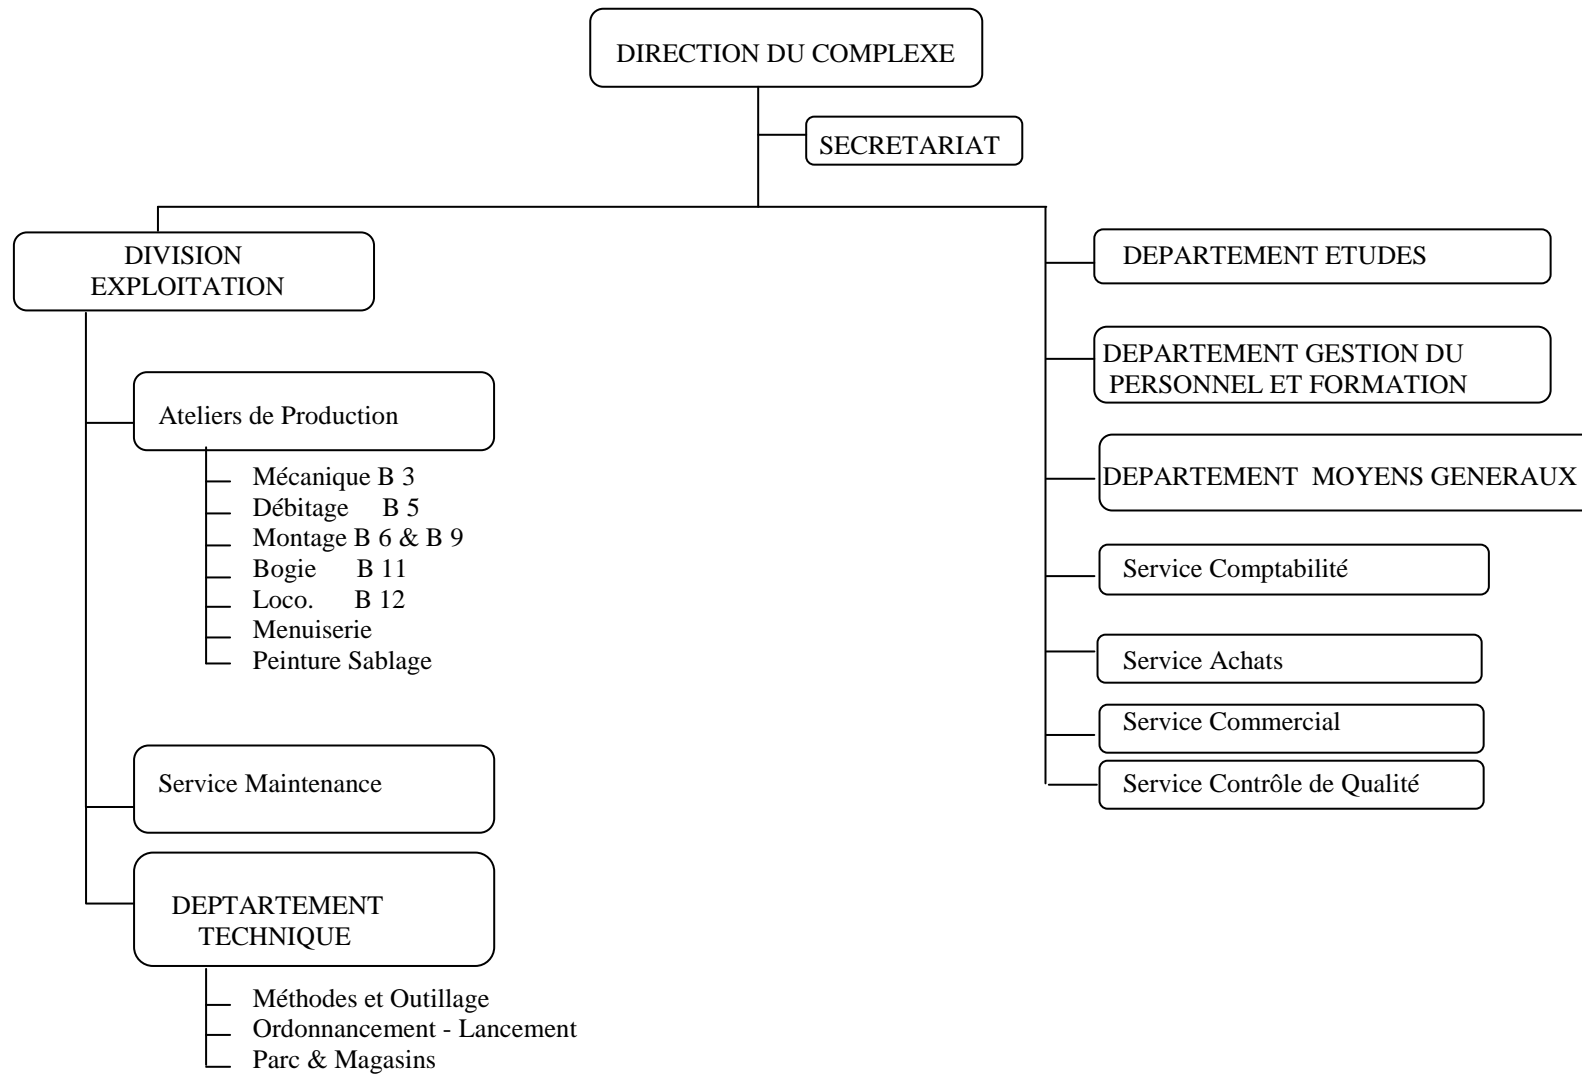 DIRECTION DU COMPLEXE
SECRETARIAT
DIVISION
EXPLOITATION
Ateliers de Production
Mécanique B 3
Débitage B 5
Montage B 6 & B 9
Bogie B 11
Loco. B 12
Menuiserie
Peinture Sablage
Service Maintenance
DEPTARTEMENT
TECHNIQUE
Méthodes et Outillage
Ordonnancement - Lancement
Parc & Magasins
DEPARTEMENT ETUDES
DEPARTEMENT GESTION DU
PERSONNEL ET FORMATION
DEPARTEMENT MOYENS GENERAUX
Service Comptabilité
Service Achats
Service Commercial
Service Contrôle de Qualité